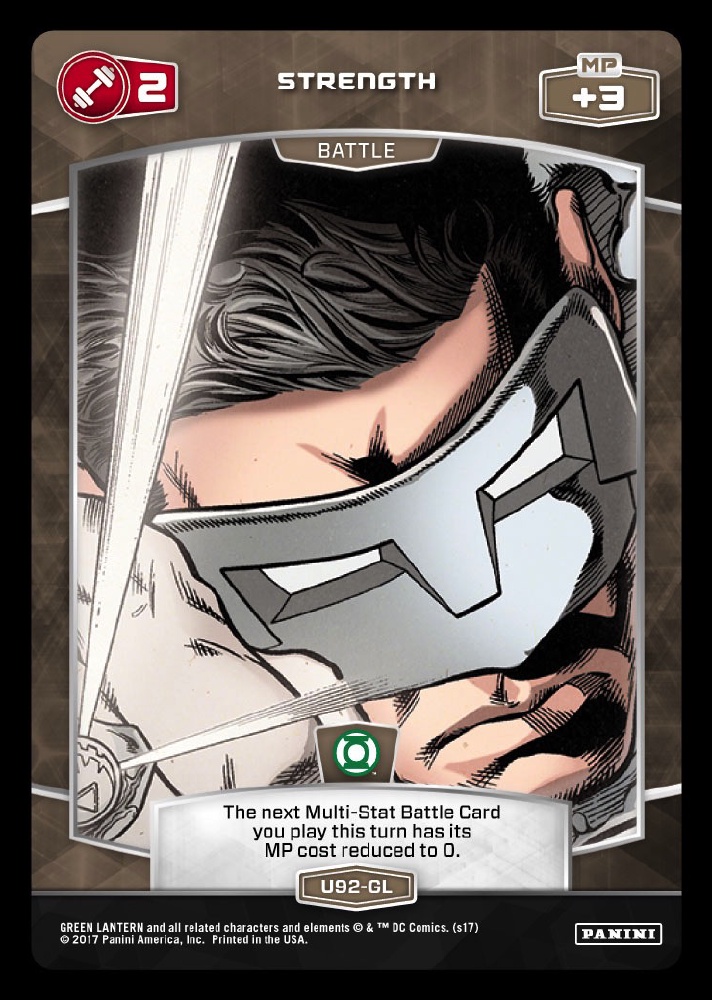 2
STRENGTH
MP
+3
BATTLE
The next Multi-Stat Battle Card
you play this turn has its
MP cost reduced to 0.
U92-GL
GREEN LANTERN and all related characters and elements © & ™ DC Comics. (s17)
© 2017 Panini America, Inc. Printed in the USA.
PANINI